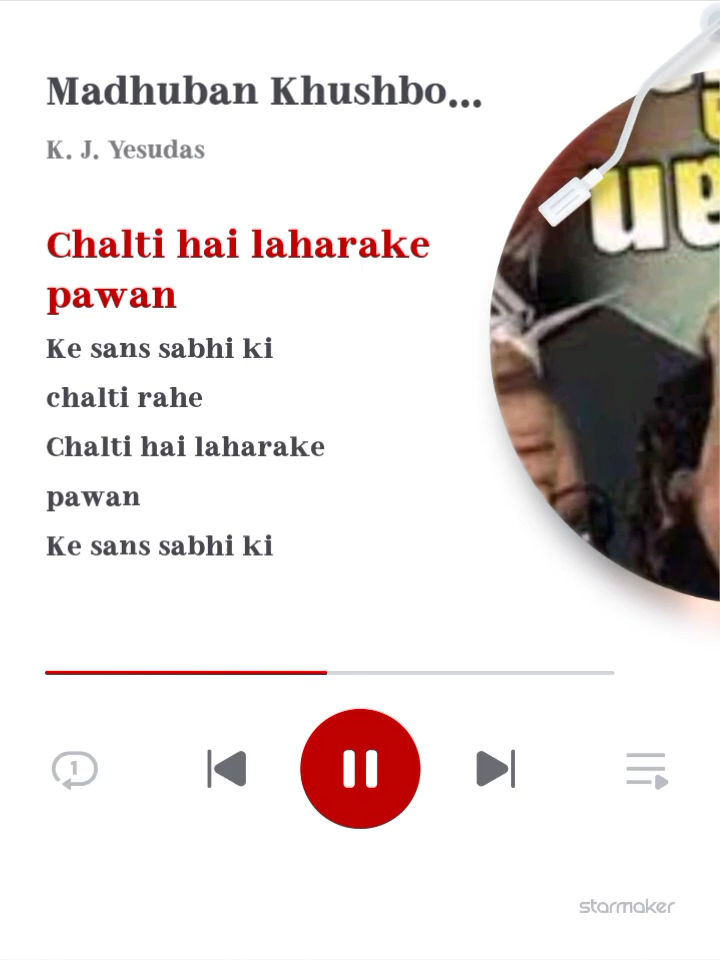 Madhuban Khushbo...
K. J. Yesudas
Chalti hai laharake
pawan
Ke sans sabhi ki
chalti rahe
Chalti hai laharake
pawan
Ke sans sabhi ki
1
starmaker